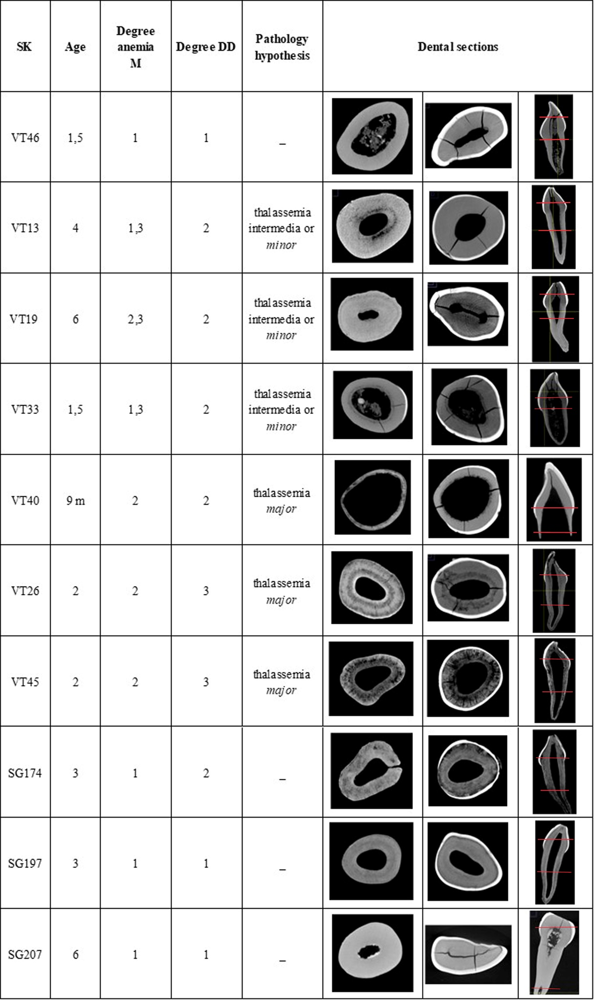 SK
Age
Degree
anemia
M
Degree DD
Pathology
hypothesis
Dental sections
VT46
1,5
1
1
_
VT13
4
1,3
2
thalassemia
intermedia or
minor
VT19
6
2,3
2
thalassemia
intermedia or
minor
VT33
1,5
1,3
2
thalassemia
intermedia or
minor
VT40
9 m
2
2
thalassemia
major
VT26
2
2
3
thalassemia
major
VT45
2
2
3
thalassemia
major
SG174
3
1
2
_
SG197
3
1
1
_
SG207
6
1
1
_